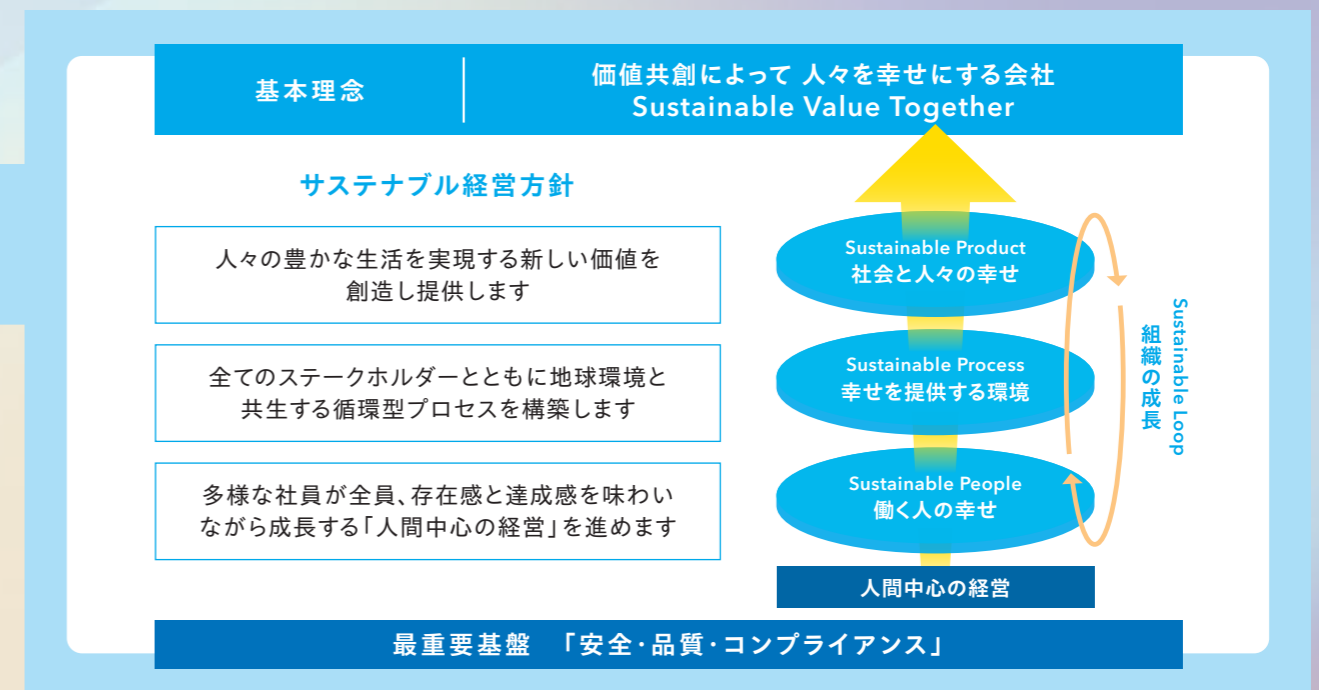 基本理念
価値共創によって 人々を幸せにする会社
Sustainable Value Together
サステナブル経営方針
人々の豊かな生活を実現する新しい価値を
創造し提供します
全てのステークホルダーとともに地球環境と
共生する循環型プロセスを構築します
多様な社員が全員、存在感と達成感を味わい
ながら成長する「人間中心の経営」を進めます
Sustainable Product
社会と人々の幸せ
Sustainable Process
幸せを提供する環境
Sustainable People
働く人の幸せ
Sustainable Loop
組織の成長
人間中心の経営
最重要基盤 「安全・品質・コンプライアンス」